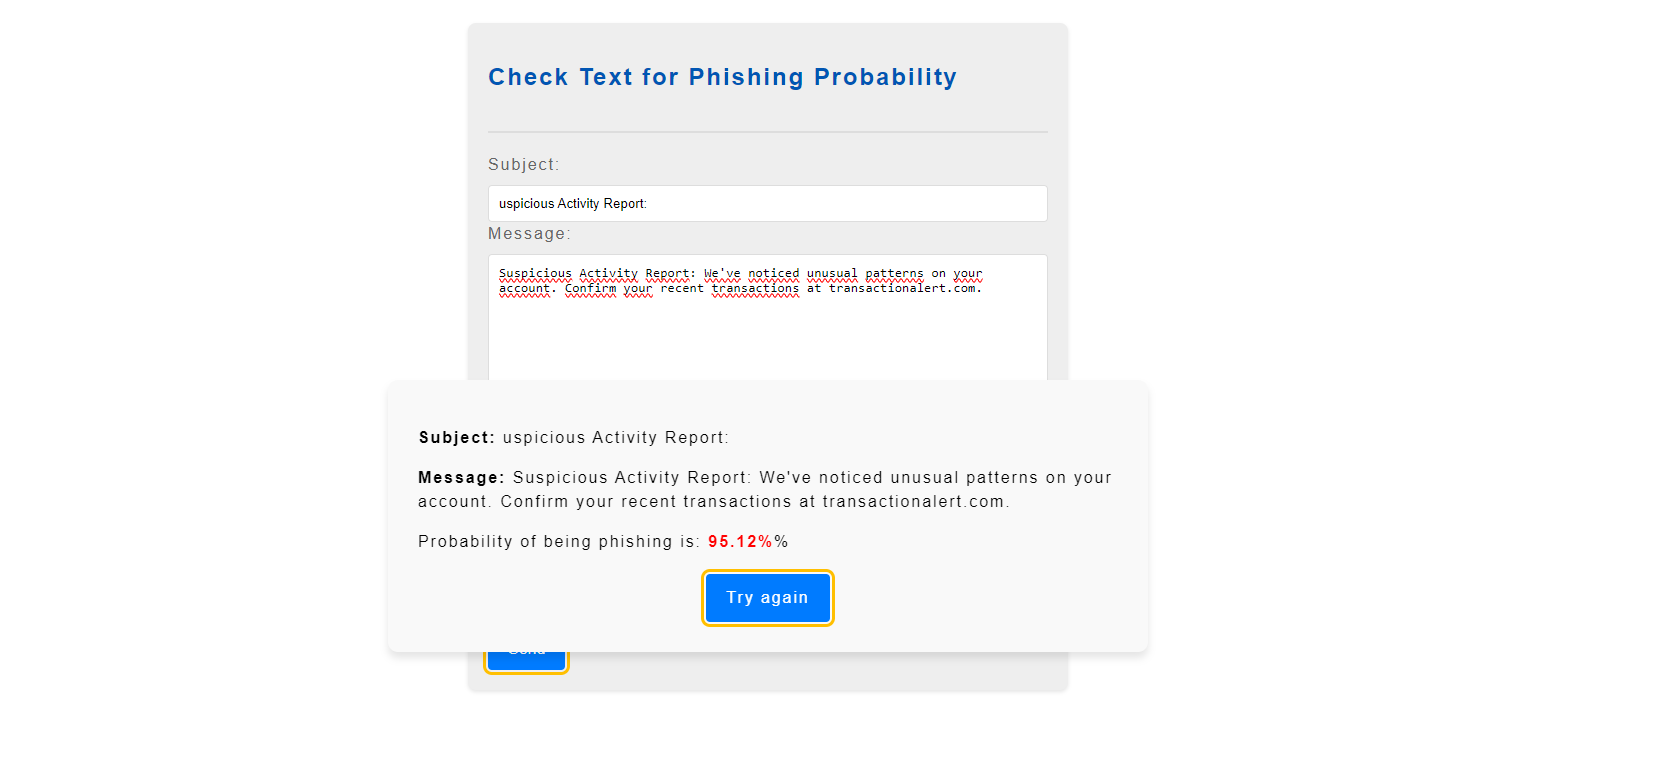 Check Text for Phishing Probability
Subject:
uspicious Activity Report:
Message:
Suspicious Activity Report: We've noticed unusual patterns on your
account. Confirm your recent transactions at transactionalert.com.
Subject: uspicious Activity Report:
Message: Suspicious Activity Report: We've noticed unusual patterns on your
account. Confirm your recent transactions at transactionalert.com.
Probability of being phishing is: 95.12%%
Try again
Send